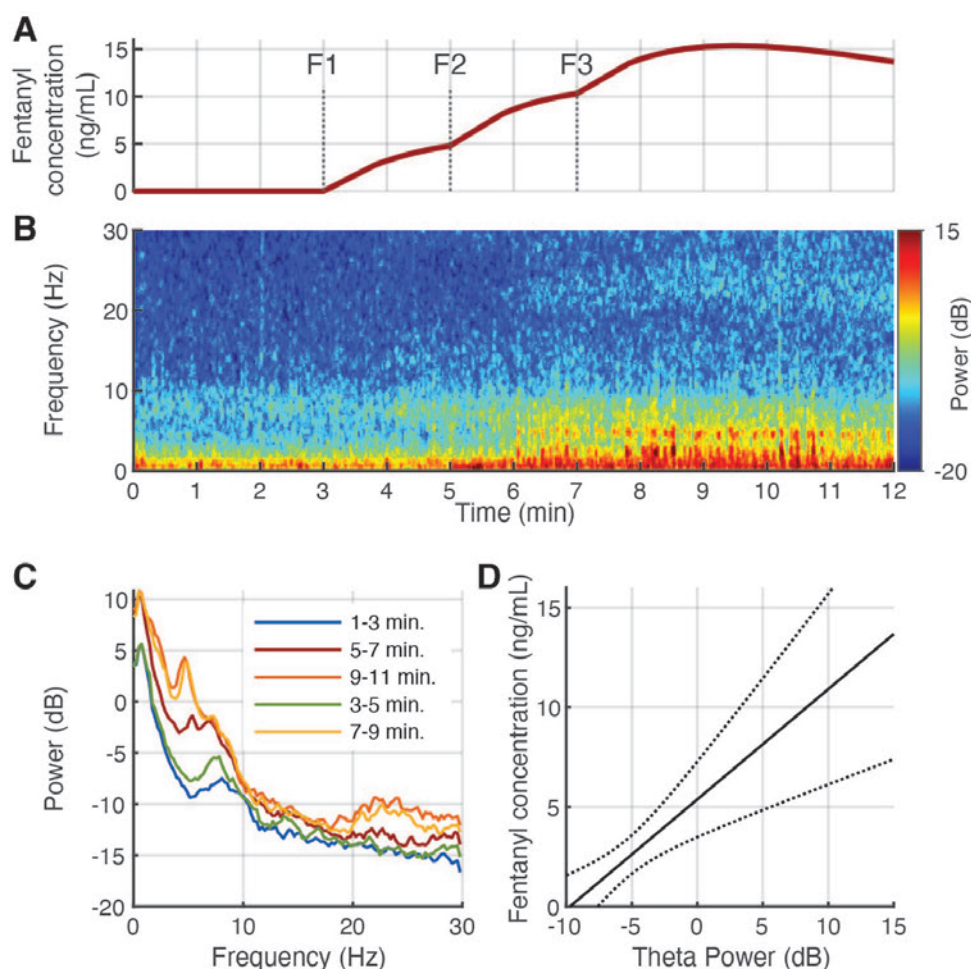 A
Fentanyl
concentration
(ng/mL)
15
10
5
0
F1 F2 F3
B
Frequency (Hz)
30
20
10
0
0 1 2 3 4 5 6 7 8 9 10 11 12
Time (min)
15
-20
Power (dB)
C
Power (dB)
10
5
0
-5
-10
-15
-20
0 10 20 30
Frequency (Hz)
1-3 min.
5-7 min.
9-11 min.
3-5 min.
7-9 min.
D
Fentanyl concentration (ng/mL)
15
10
5
0
-10 -5 0 5 10 15
Theta Power (dB)